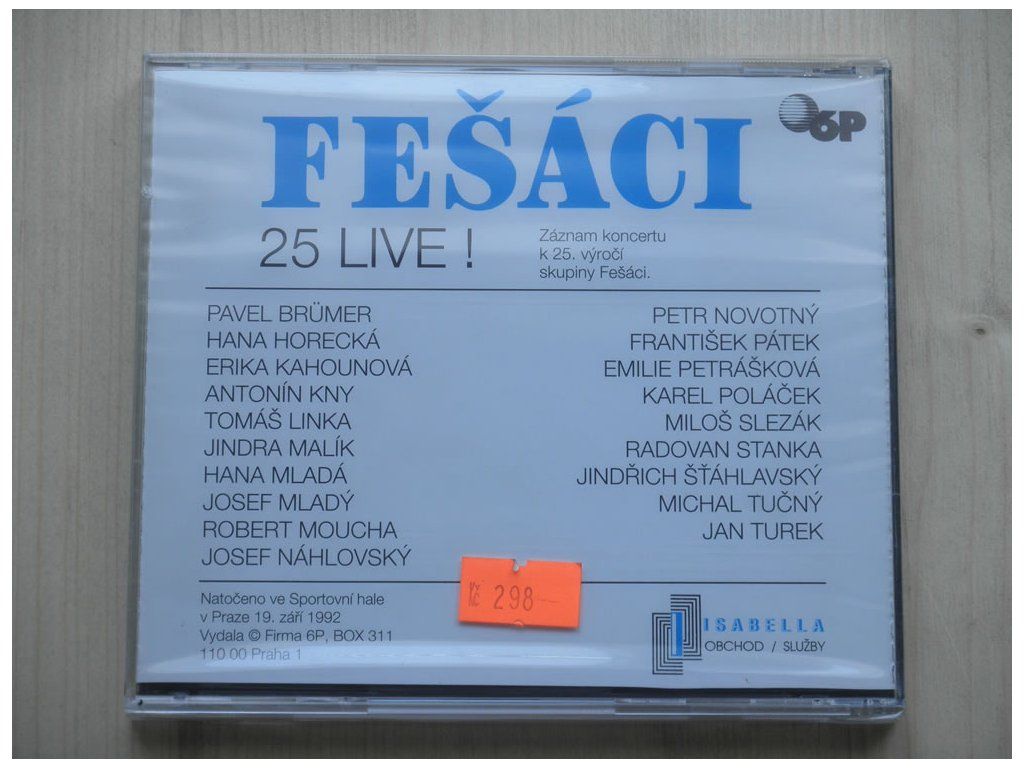 FEŠÁCI
6P
25 LIVE !
Záznam koncertu
k 25. výročí
skupiny Fešáci.
PAVEL BRÜMER
HANA HORECKÁ
ERIKA KAHOUNOVÁ
ANTONÍN KNY
TOMÁŠ LINKA
JINDRA MALÍK
HANA MLADÁ
JOSEF MLADÝ
ROBERT MOUCHA
JOSEF NÁHLOVSKÝ
PETR NOVOTNÝ
FRANTIŠEK PÁTEK
EMILIE PETRÁŠKOVÁ
KAREL POLÁČEK
MILOŠ SLEZÁK
RADOVAN STANKA
JINDŘICH ŠŤÁHLAVSKÝ
MICHAL TUČNÝ
JAN TUREK
Natočeno ve Sportovní hale
v Praze 19. září 1992
Vydala © Firma 6P, BOX 311
110 00 Praha 1
Kč 298—
ISABELLA
OBCHOD / SLUŽBY